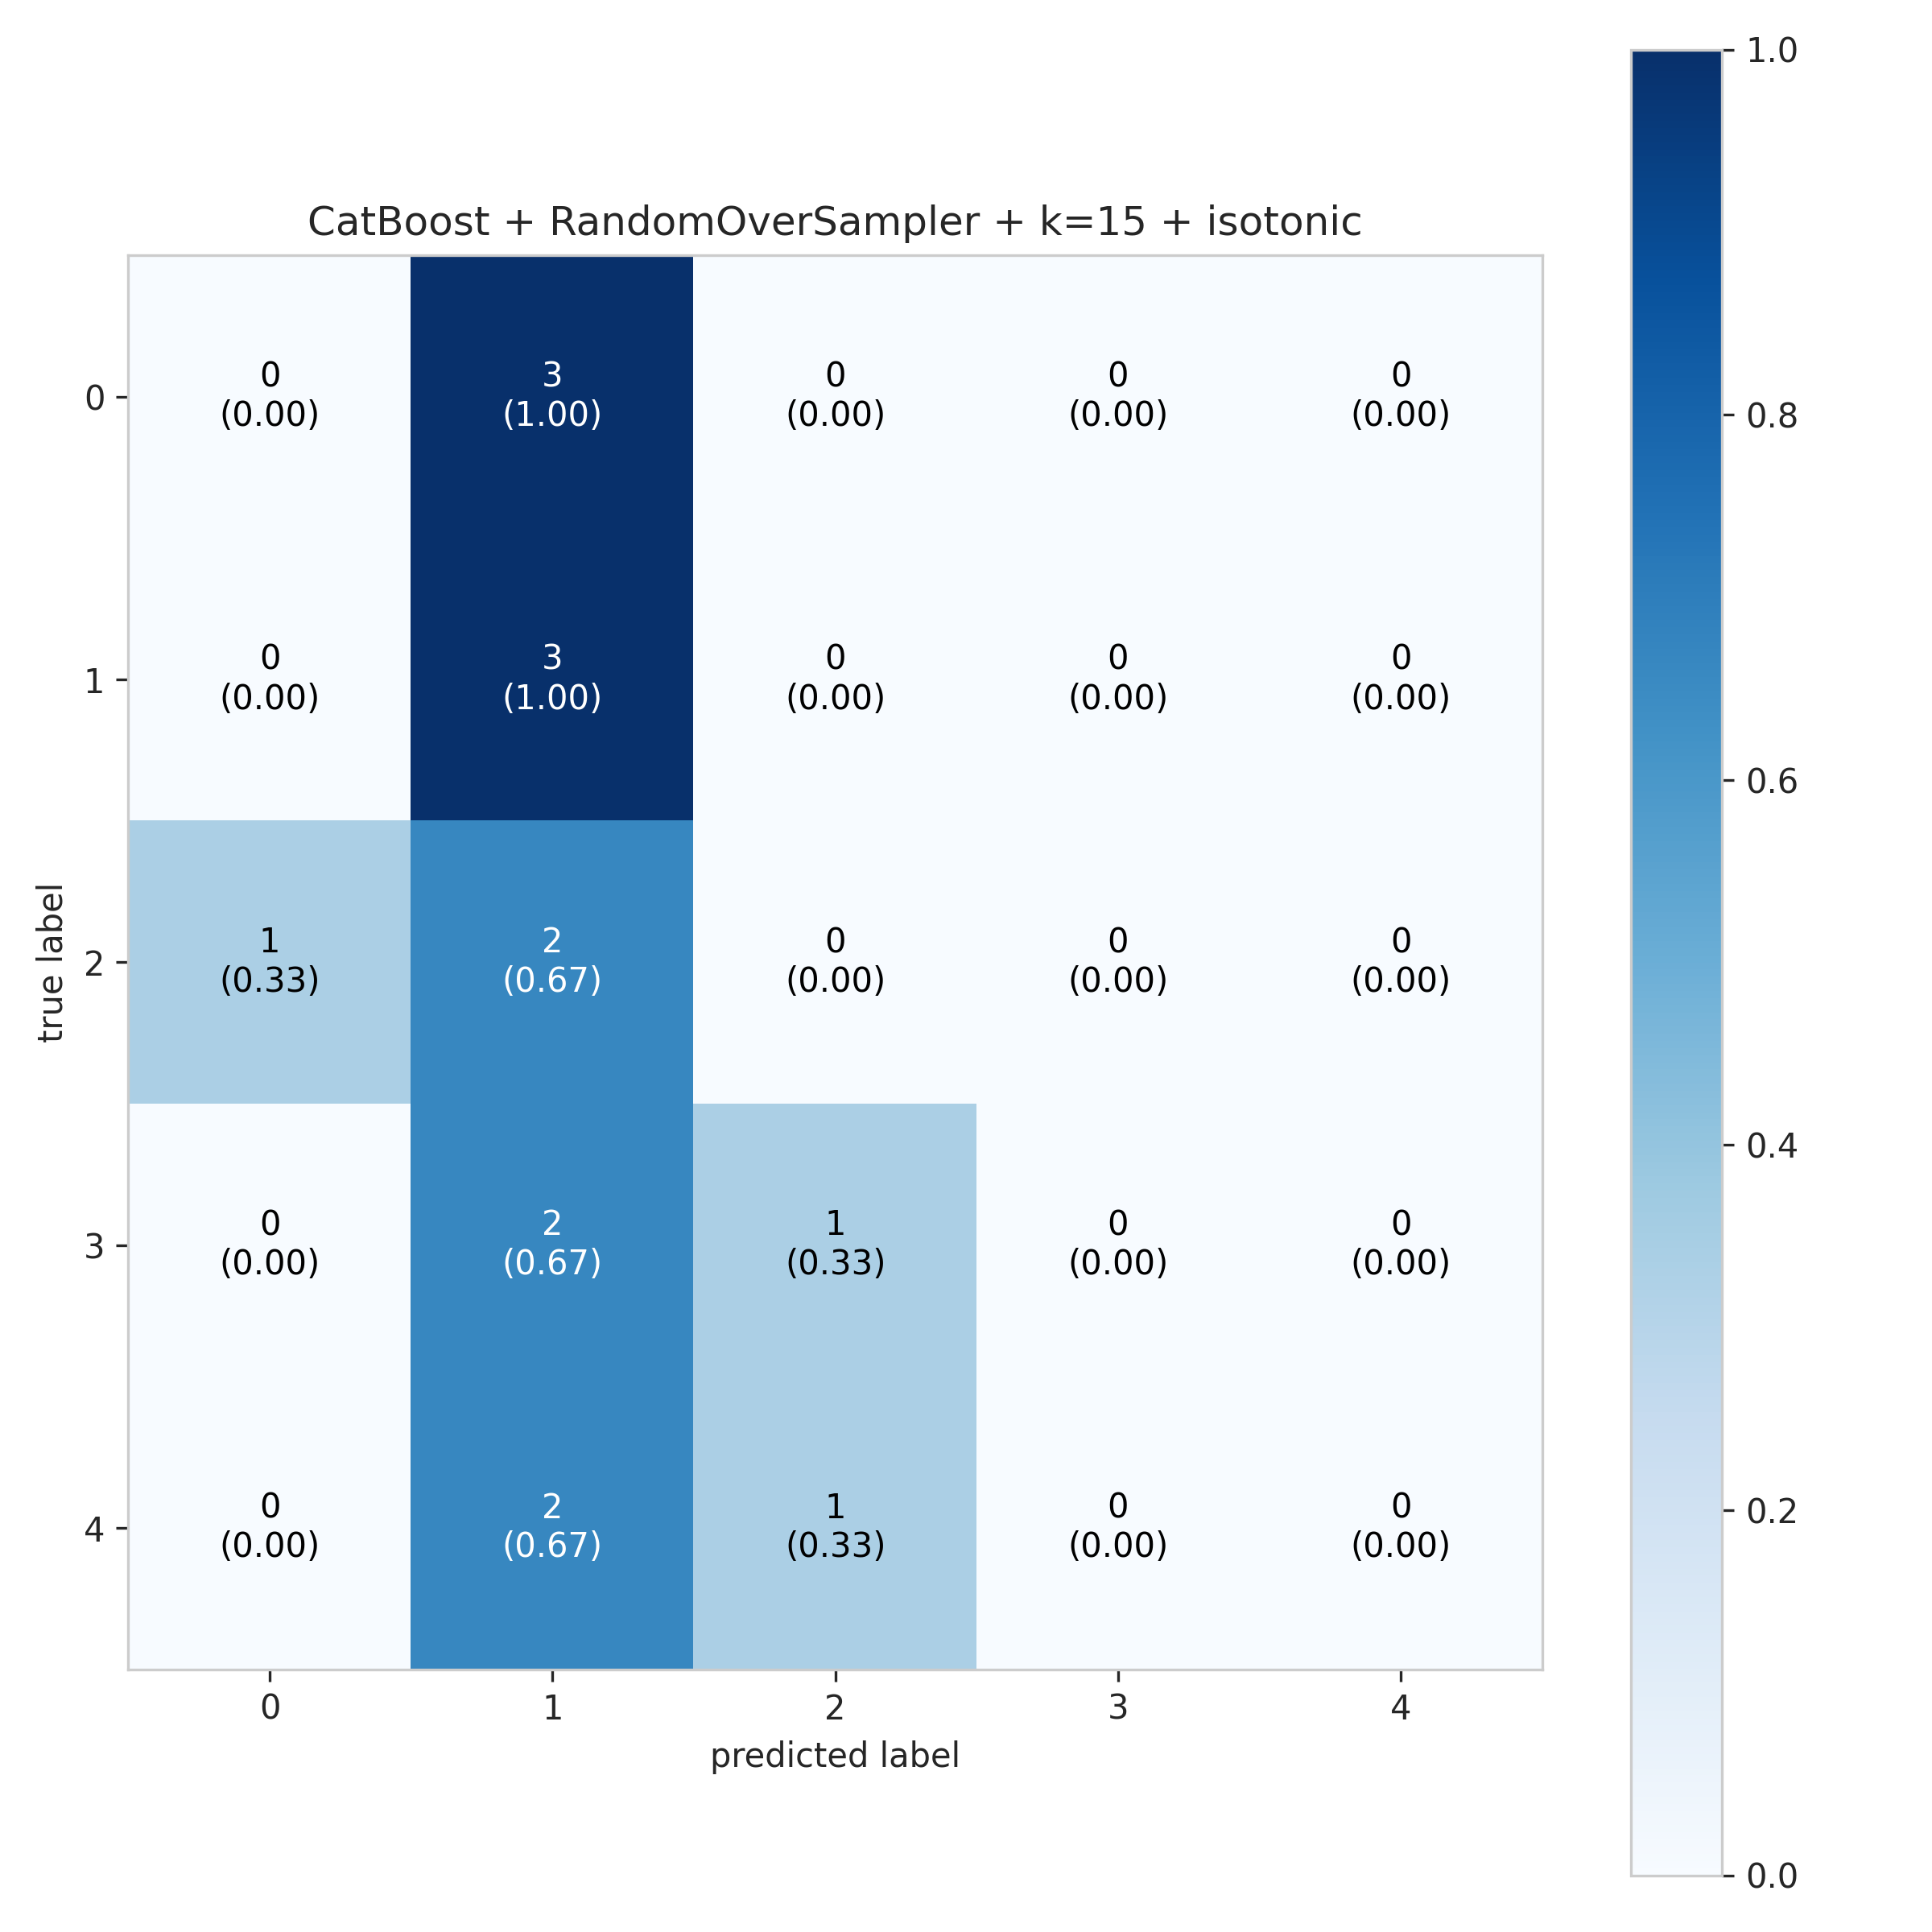 CatBoost + RandomOverSampler + k=15 + isotonic
0 3 0 0 0
(0.00) (1.00) (0.00) (0.00) (0.00)
0
0 3 0 0 0
(0.00) (1.00) (0.00) (0.00) (0.00)
1
1 2 0 0 0
(0.33) (0.67) (0.00) (0.00) (0.00)
2
0 2 1 0 0
(0.00) (0.67) (0.33) (0.00) (0.00)
3
0 2 1 0 0
(0.00) (0.67) (0.33) (0.00) (0.00)
4
true label
0 1 2 3 4
predicted label
1.0
0.8
0.6
0.4
0.2
0.0